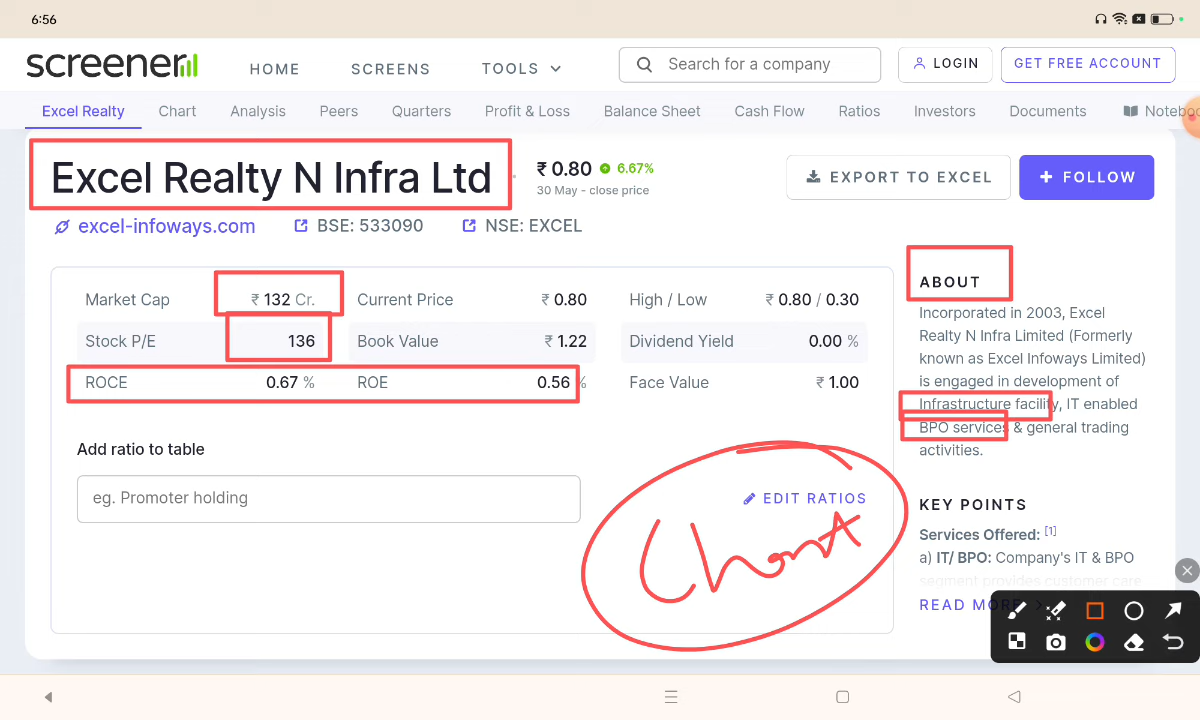 6:56
screener
HOME SCREENS TOOLS
Search for a company
LOGIN
GET FREE ACCOUNT
Excel Realty Chart Analysis Peers Quarters Profit & Loss Balance Sheet Cash Flow Ratios Investors Documents
Excel Realty N Infra Ltd
₹ 0.80 6.67%
30 May - close price
EXPORT TO EXCEL
FOLLOW
excel-infoways.com BSE: 533090 NSE: EXCEL
Market Cap ₹ 132 Cr. Current Price ₹ 0.80 High / Low ₹ 0.80 / 0.30
Stock P/E 136 Book Value ₹ 1.22 Dividend Yield 0.00 %
ROCE 0.67 % ROE 0.56 % Face Value ₹ 1.00
Add ratio to table
eg. Promoter holding
EDIT RATIOS
Chart
ABOUT
Incorporated in 2003, Excel
Realty N Infra Limited (Formerly
known as Excel Infoways Limited)
is engaged in development of
Infrastructure facility, IT enabled
BPO services & general trading
activities.
KEY POINTS
Services Offered: [1]
a) IT/ BPO: Company's IT & BPO
segment provides customer care
READ MORE